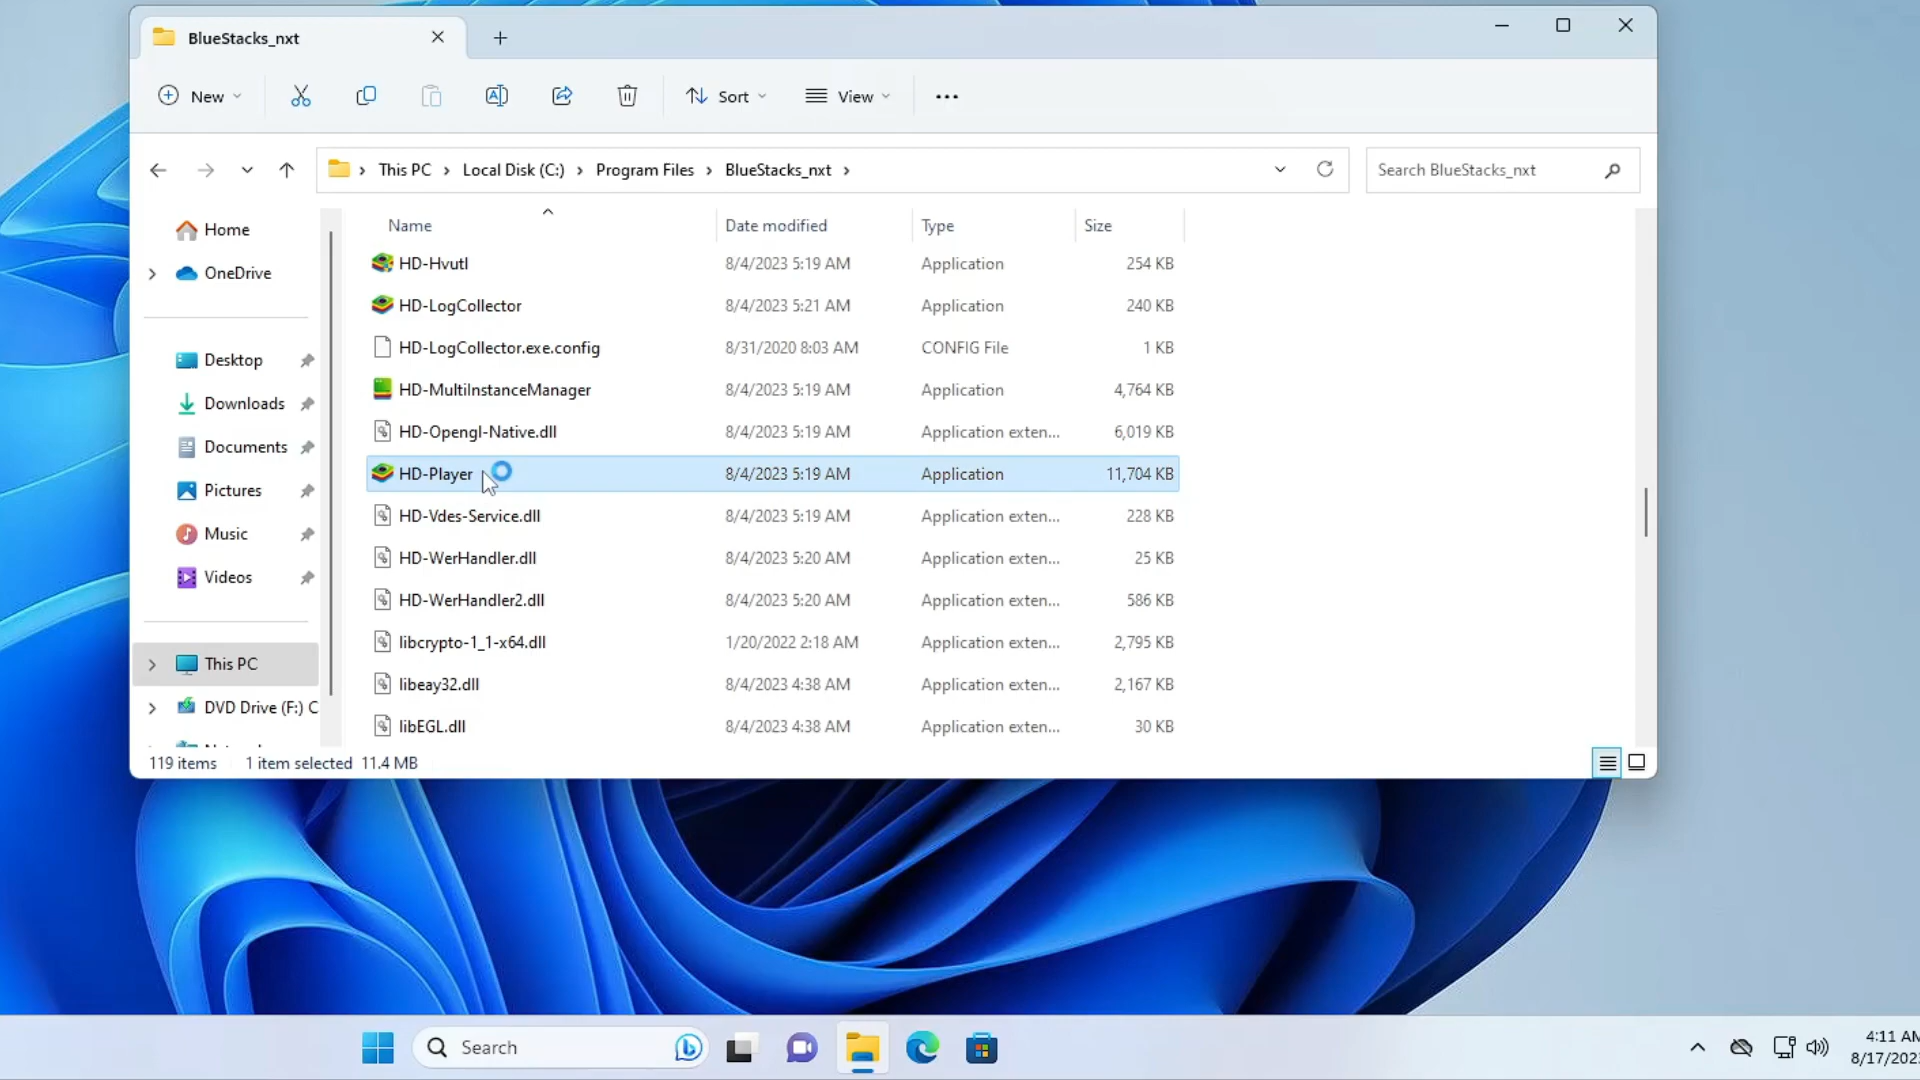 BlueStacks_nxt
New
Sort
View
This PC
Local Disk (C:)
Program Files
BlueStacks_nxt
Search BlueStacks_nxt
Home
OneDrive
Desktop
Downloads
Documents
Pictures
Music
Videos
This PC
DVD Drive (F:) C
Name Date modified Type Size
HD-Hvutl 8/4/2023 5:19 AM Application 254 KB
HD-LogCollector 8/4/2023 5:21 AM Application 240 KB
HD-LogCollector.exe.config 8/31/2020 8:03 AM CONFIG File 1 KB
HD-MultiInstanceManager 8/4/2023 5:19 AM Application 4,764 KB
HD-Opengl-Native.dll 8/4/2023 5:19 AM Application exten... 6,019 KB
HD-Player 8/4/2023 5:19 AM Application 11,704 KB
HD-Vdes-Service.dll 8/4/2023 5:19 AM Application exten... 228 KB
HD-WerHandler.dll 8/4/2023 5:20 AM Application exten... 25 KB
HD-WerHandler2.dll 8/4/2023 5:20 AM Application exten... 586 KB
libcrypto-1_1-x64.dll 1/20/2022 2:18 AM Application exten... 2,795 KB
libeay32.dll 8/4/2023 4:38 AM Application exten... 2,167 KB
libEGL.dll 8/4/2023 4:38 AM Application exten... 30 KB
119 items 1 item selected 11.4 MB
Search
4:11 AM
8/17/202